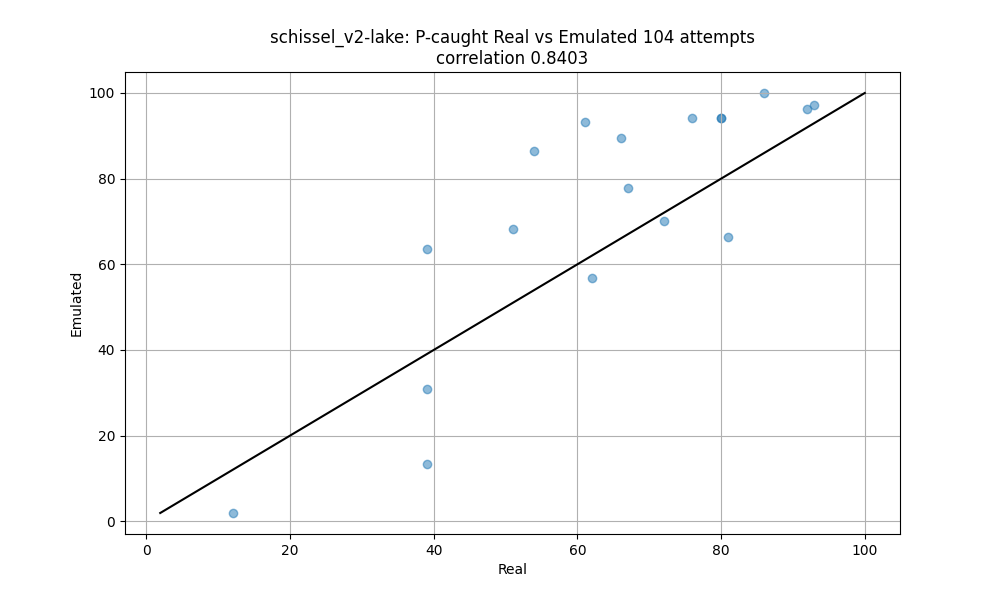 schissel_v2-lake: P-caught Real vs Emulated 104 attempts
correlation 0.8403
100
80
60
40
20
0
Emulated
0 20 40 60 80 100
Real